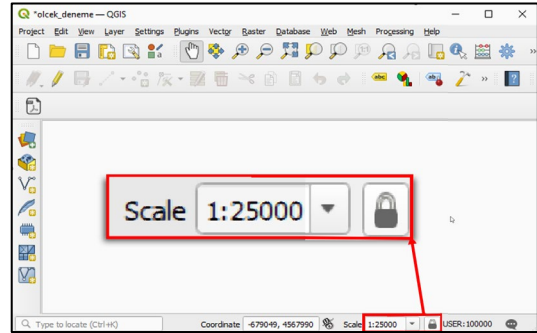 *olcek_deneme — QGIS
Project Edit View Layer Settings Plugins Vector Raster Database Web Mesh Processing Help
abc
Scale 1:25000
Type to locate (Ctrl+K) Coordinate -679049, 4567990 Scale 1:25000 USER:100000